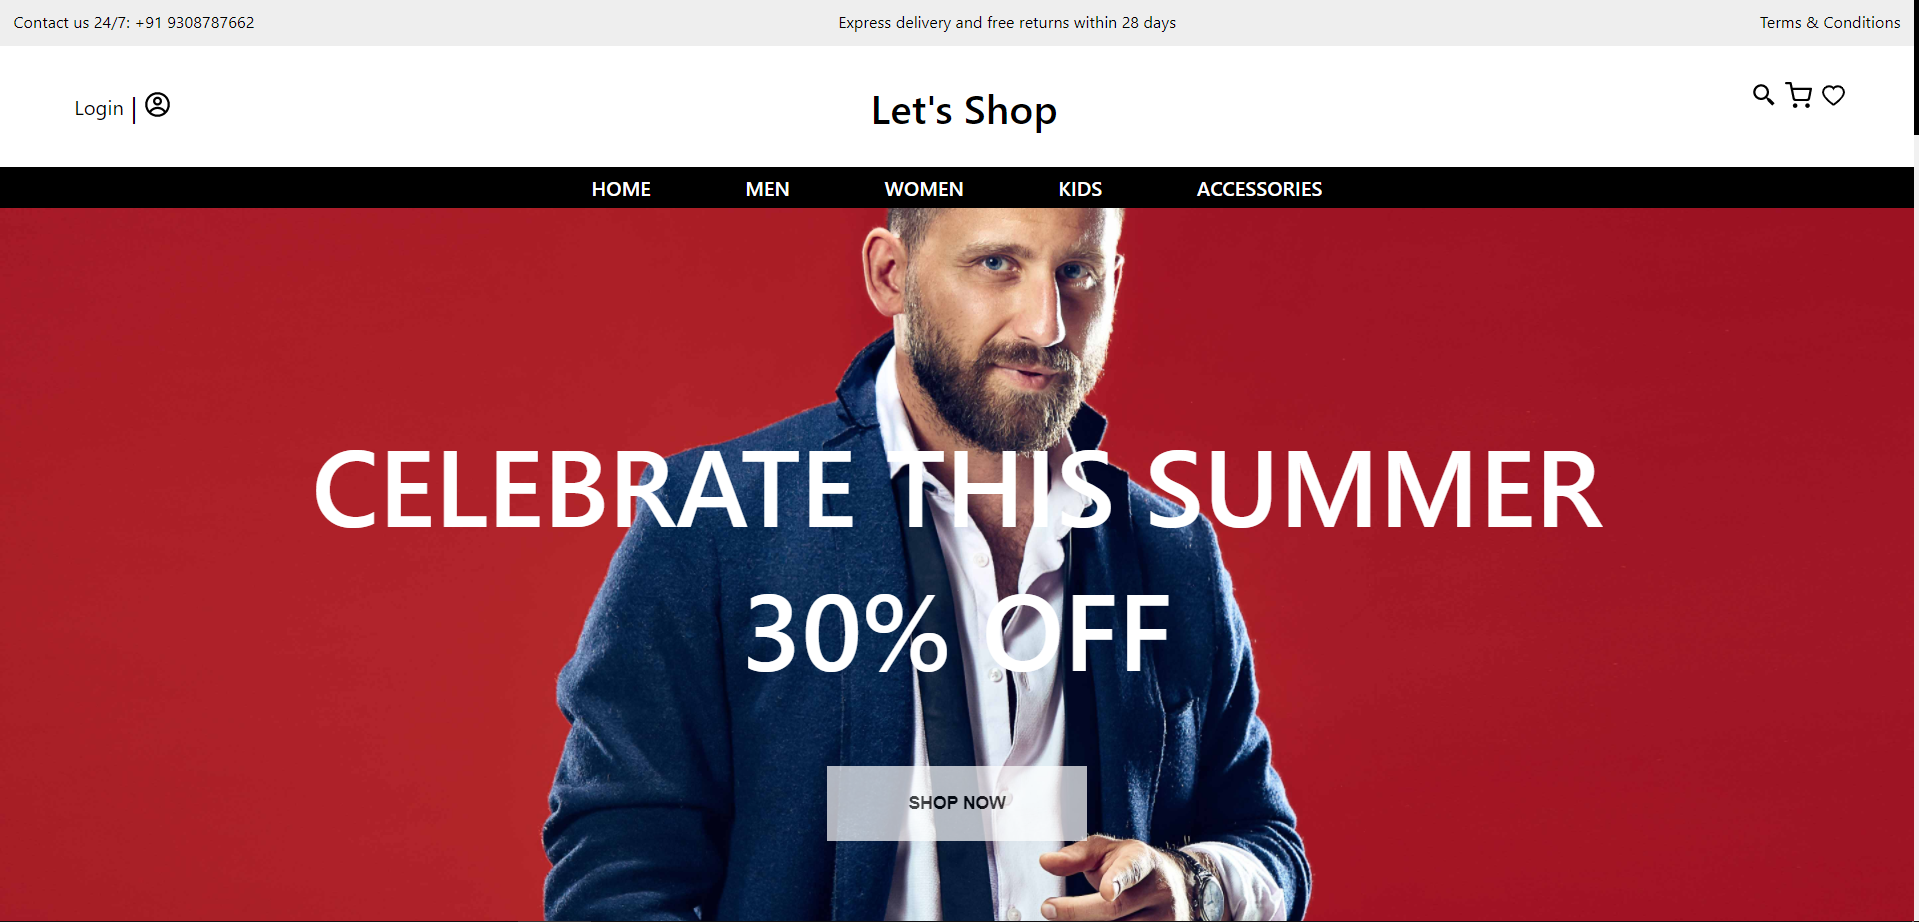 Contact us 24/7: +91 9308787662
Express delivery and free returns within 28 days
Terms & Conditions
Login |
Let's Shop
HOME MEN WOMEN KIDS ACCESSORIES
CELEBRATE THIS SUMMER
30% OFF
SHOP NOW